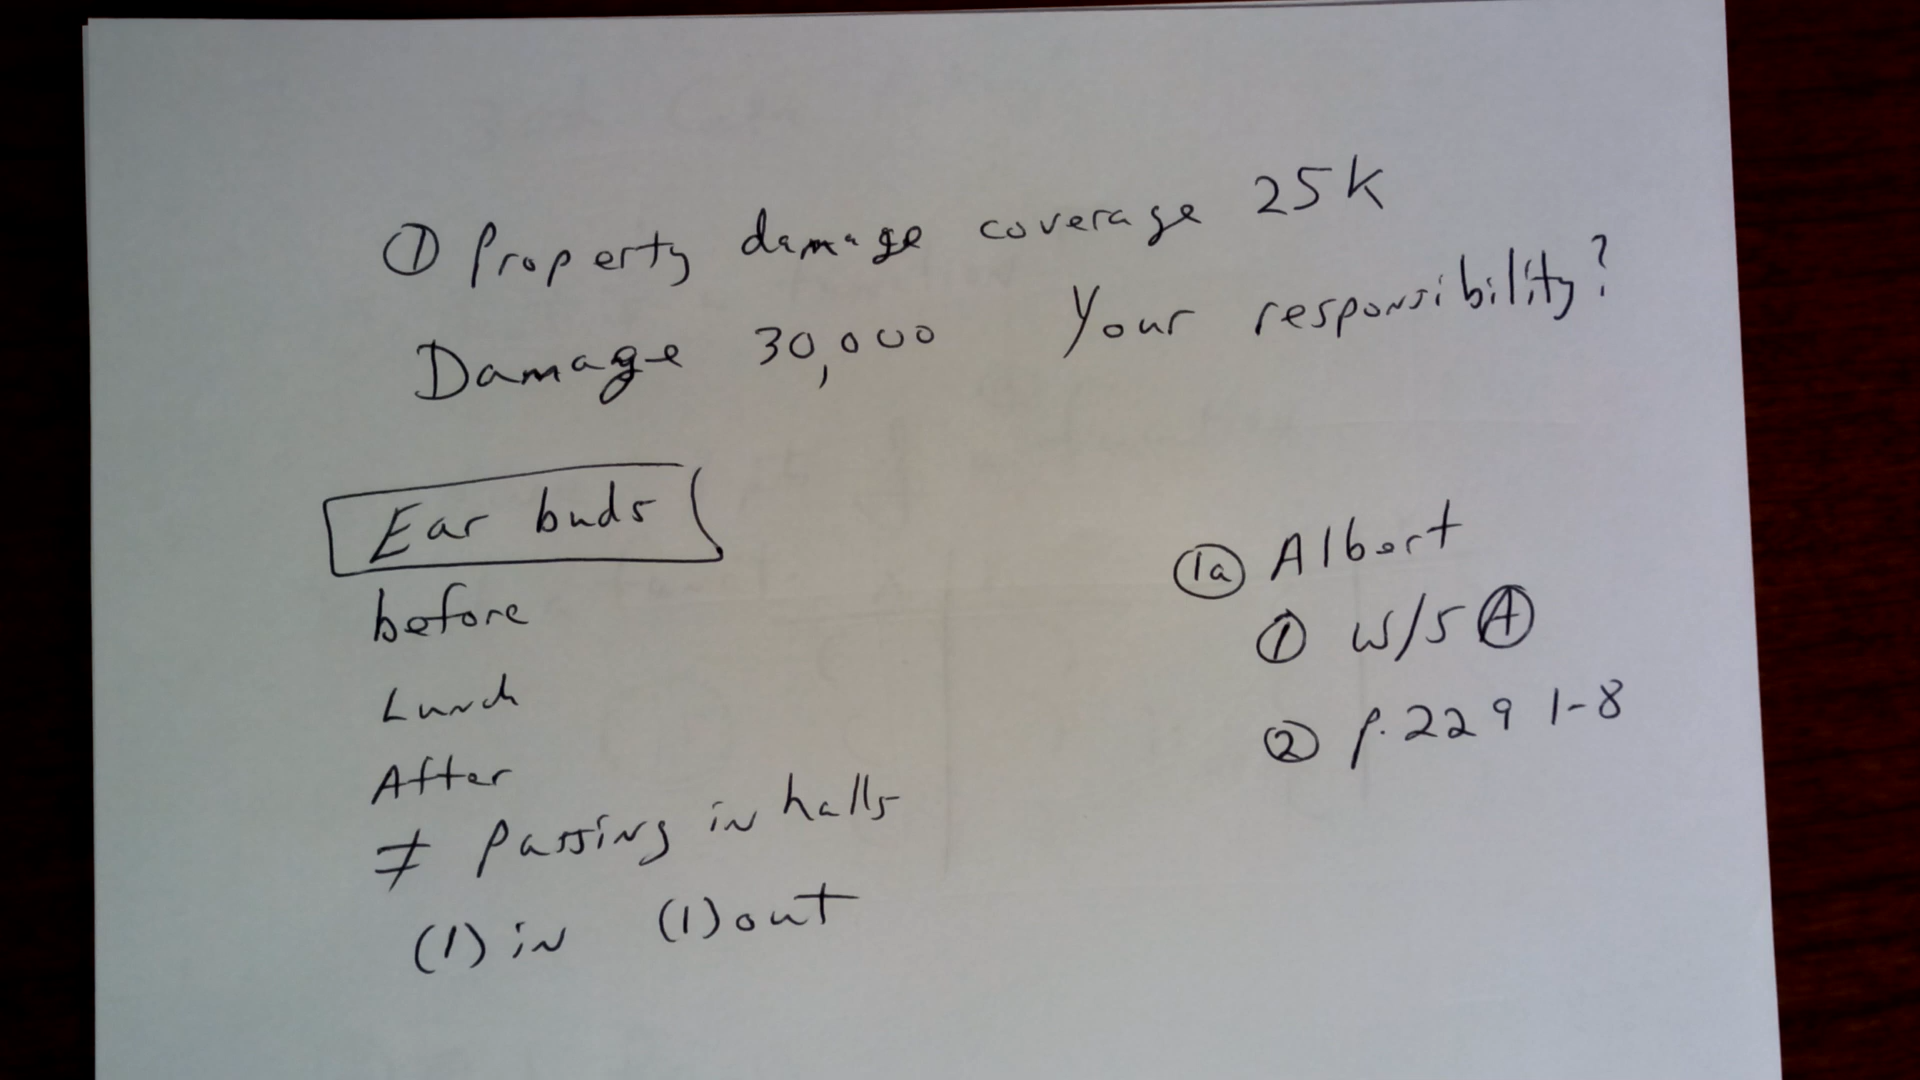 ① Property damage coverage 25k
Damage 30,000 Your responsibility?
Ear buds
before
Lunch
After
≠ Passing in halls
(1) in (1) out
1a Albert
① W/S A
② p. 229 1-8